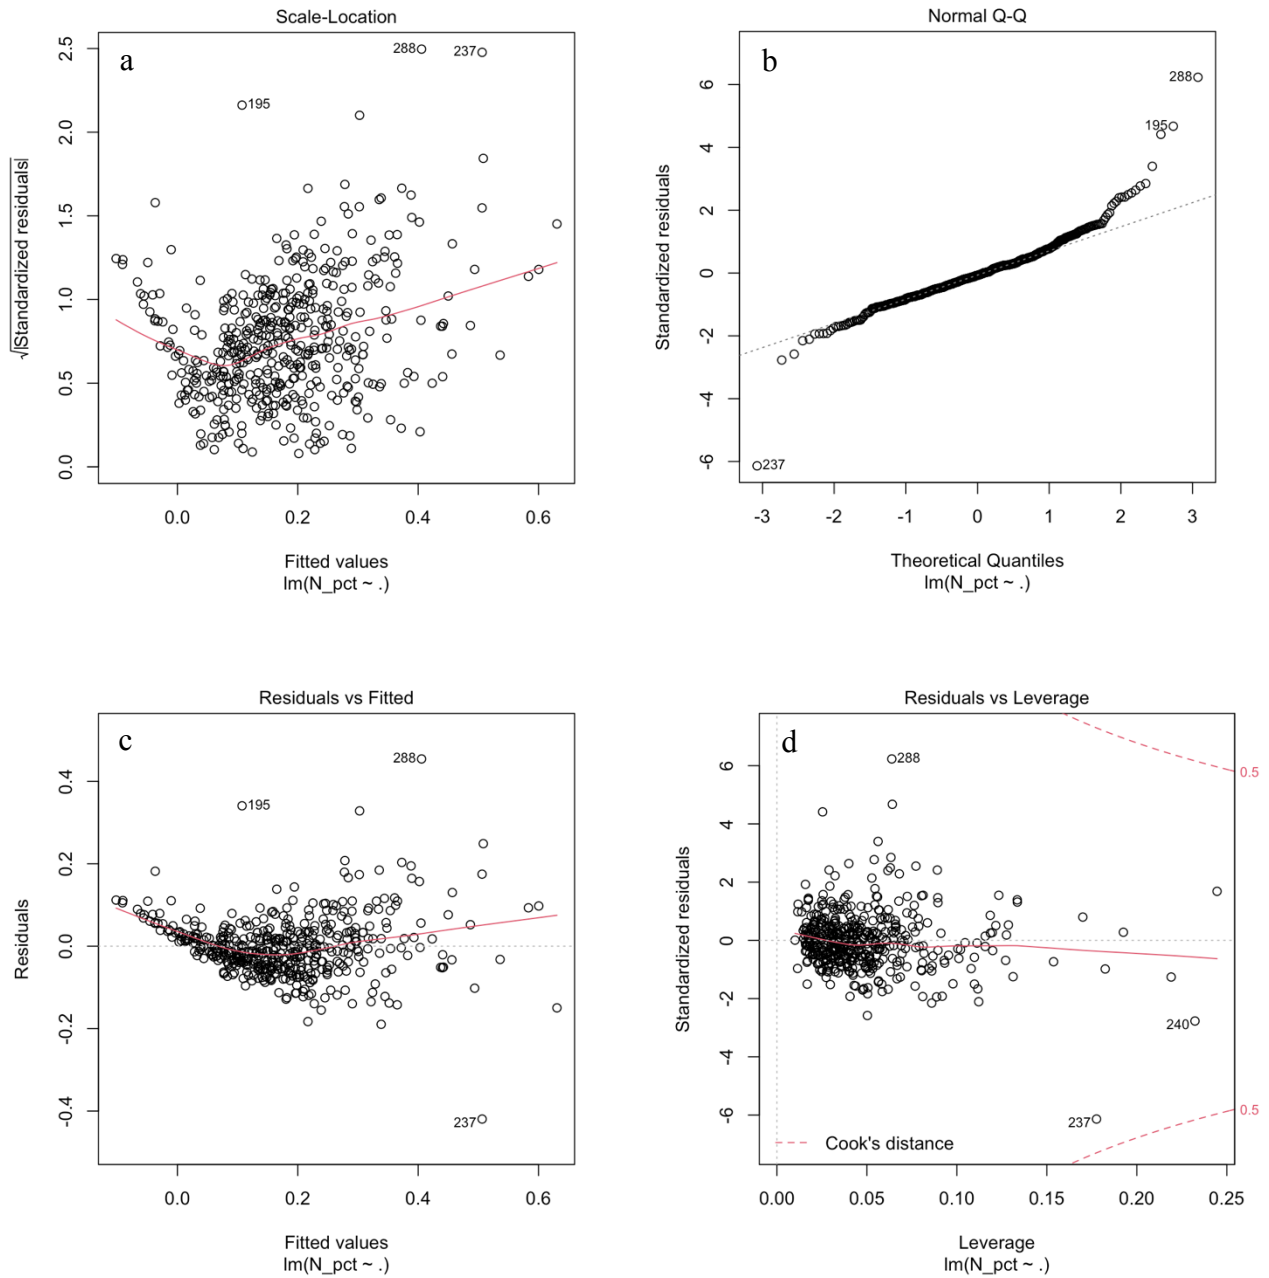 Scale-Location
a
288
237
195
2.5
2.0
1.5
1.0
0.5
0.0
√|Standardized residuals|
0.0 0.2 0.4 0.6
Fitted values
lm(N_pct ~ .)
Normal Q-Q
b
288
195
237
6
4
2
0
-2
-4
-6
Standardized residuals
-3 -2 -1 0 1 2 3
Theoretical Quantiles
lm(N_pct ~ .)
Residuals vs Fitted
c
288
195
237
0.4
0.2
0.0
-0.2
-0.4
Residuals
0.0 0.2 0.4 0.6
Fitted values
lm(N_pct ~ .)
Residuals vs Leverage
d
288
0.5
240
237
0.5
Cook's distance
6
4
2
0
-2
-4
-6
Standardized residuals
0.00 0.05 0.10 0.15 0.20 0.25
Leverage
lm(N_pct ~ .)